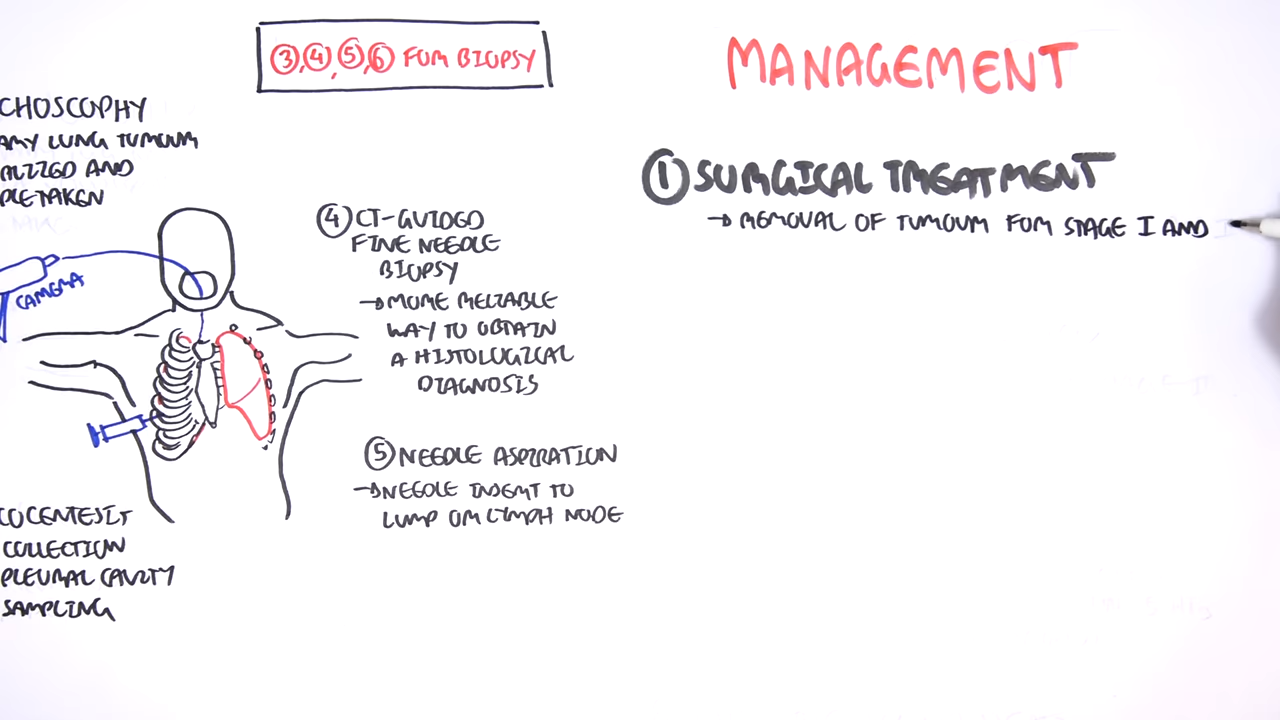 ③,④,⑤,⑥ FOR BIOPSY
CHOSCOPHY
ARY LUNG TUMOUR
ALIZED AND
PLE TAKEN
CAMERA
④ CT-GUIDED
FINE NEEDLE
BIOPSY
→ MORE RELIABLE
WAY TO OBTAIN
A HISTOLOGICAL
DIAGNOSIS
⑤ NEEDLE ASPIRATION
→ NEEDLE INSERT TO
LUMP OR LYMPH NODE
COCENTESIS
COLLECTION
PLEURAL CAVITY
SAMPLING
MANAGEMENT
① SURGICAL TREATMENT
→ REMOVAL OF TUMOUR FOR STAGE I AND